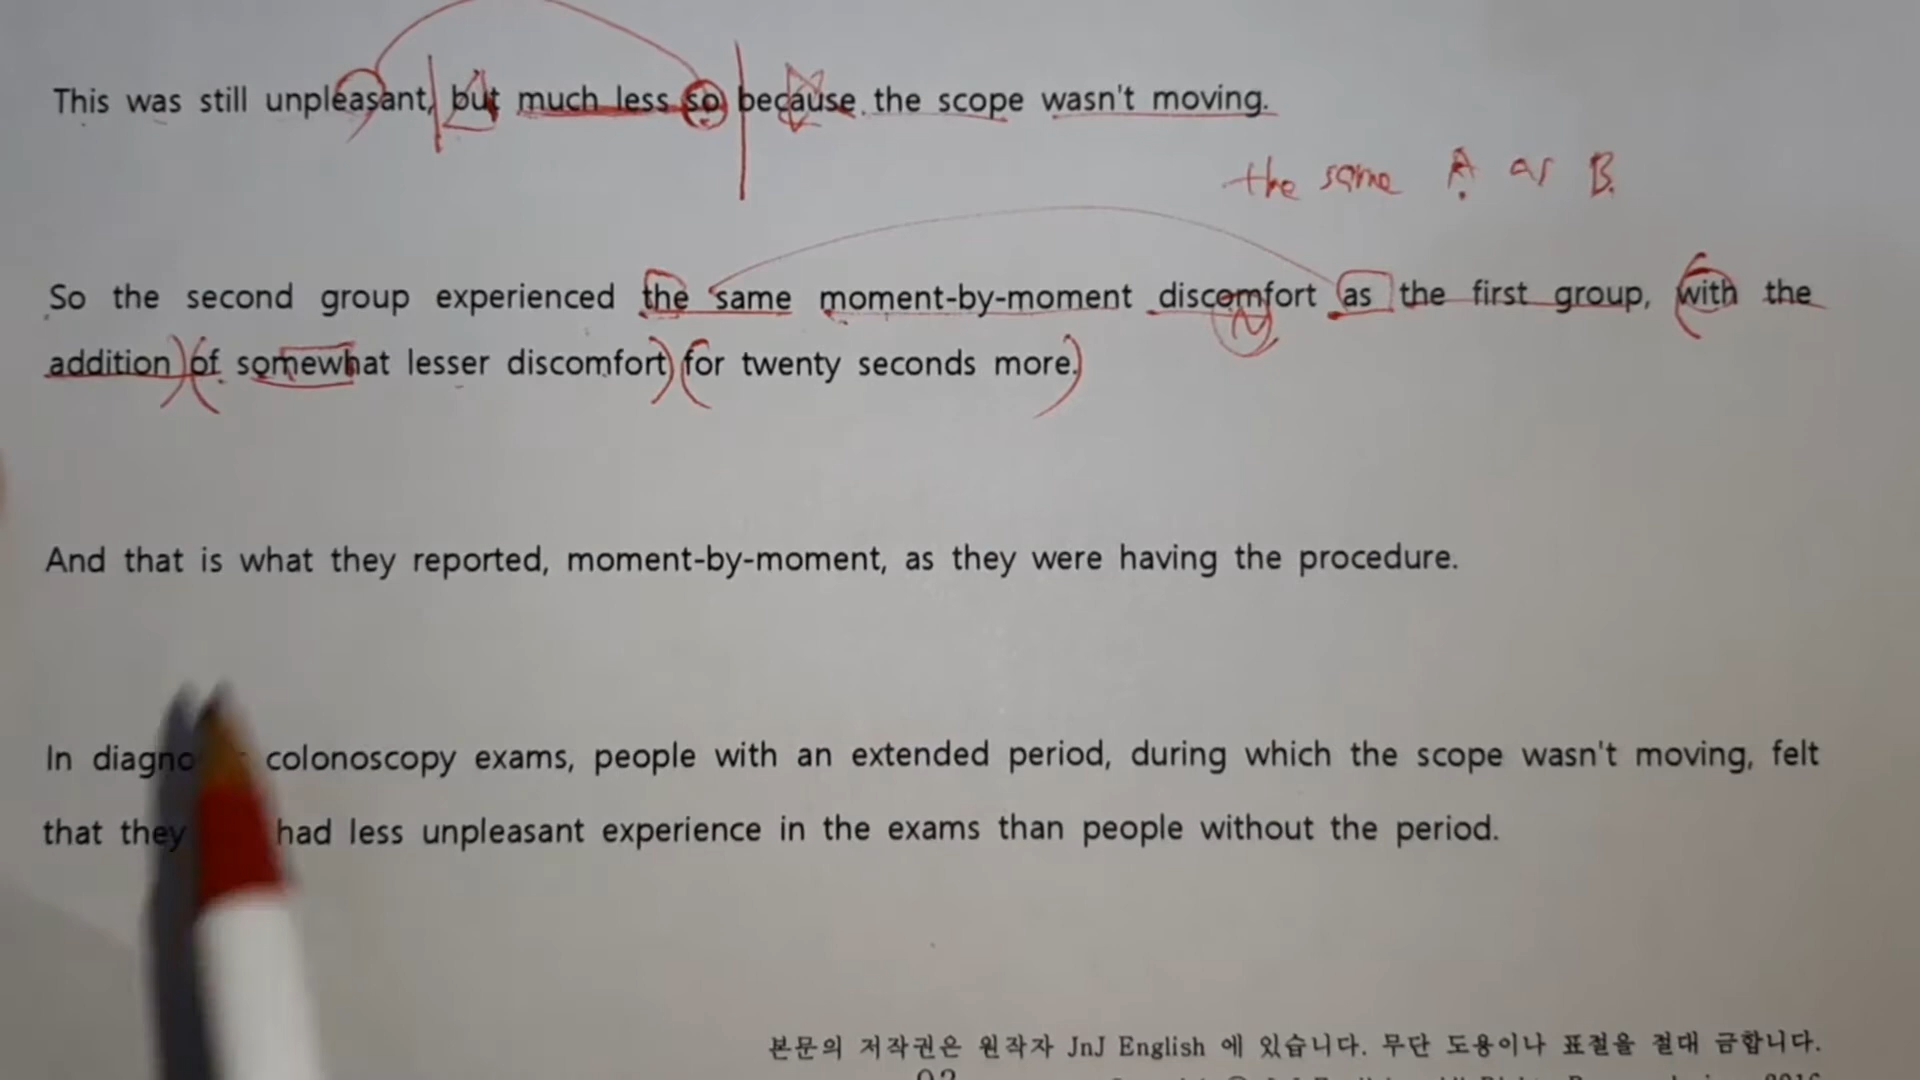 This was still unpleasant, but much less so because the scope wasn't moving.
the same A as B.
So the second group experienced the same moment-by-moment discomfort as the first group, with the
N
addition of somewhat lesser discomfort for twenty seconds more.
And that is what they reported, moment-by-moment, as they were having the procedure.
In colonoscopy exams, people with an extended period, during which the scope wasn't moving, felt
that they had less unpleasant experience in the exams than people without the period.
본문의 저작권은 원작자 JnJ English 에 있습니다. 무단 도용이나 표절을 절대 금합니다.